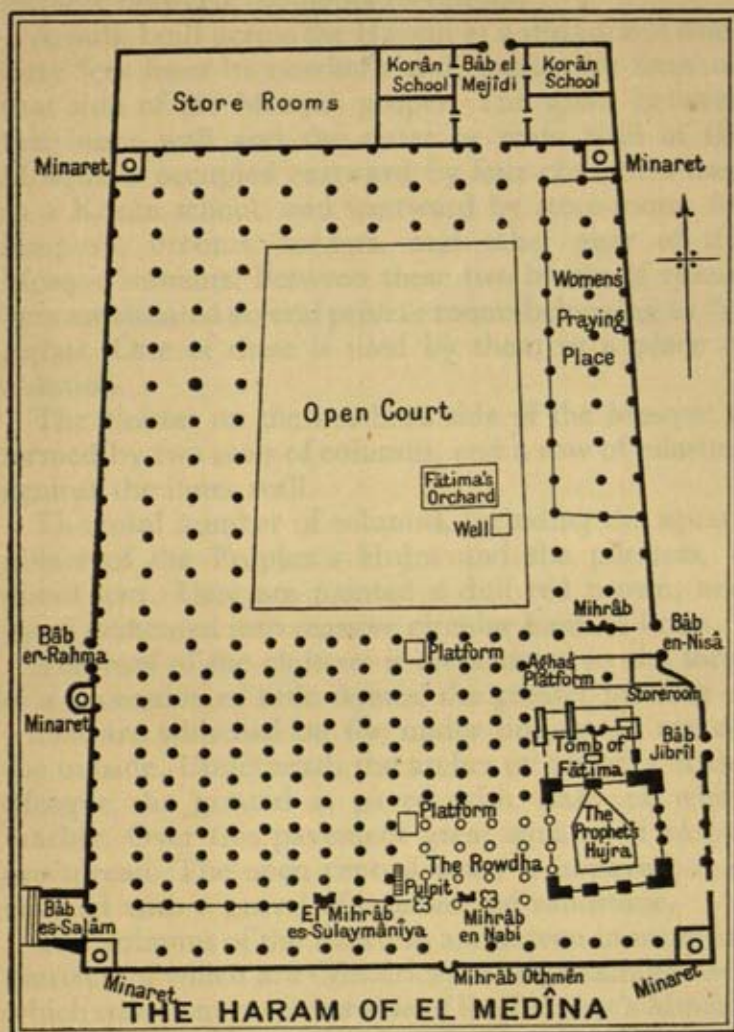 Store Rooms
Korân
School
Bâb el
Mejîdi
Korân
School
Minaret
Minaret
Womens
Praying
Place
Open Court
Fâtima's
Orchard
Well
Bâb
er-Rahma
Platform
Mihrâb
Bâb
en-Nisâ
Aghas
Platform
Storeroom
Minaret
Bâb
Jibrîl
Tomb of
Fâtima
Platform
The
Prophet's
Hujra
The Rowdha
Pulpit
Bâb
es-Salâm
El Mihrâb
es-Sulaymânîya
Mihrâb
en Nabi
Minaret
Mihrâb Othmên
Minaret
THE HARAM OF EL MEDÎNA